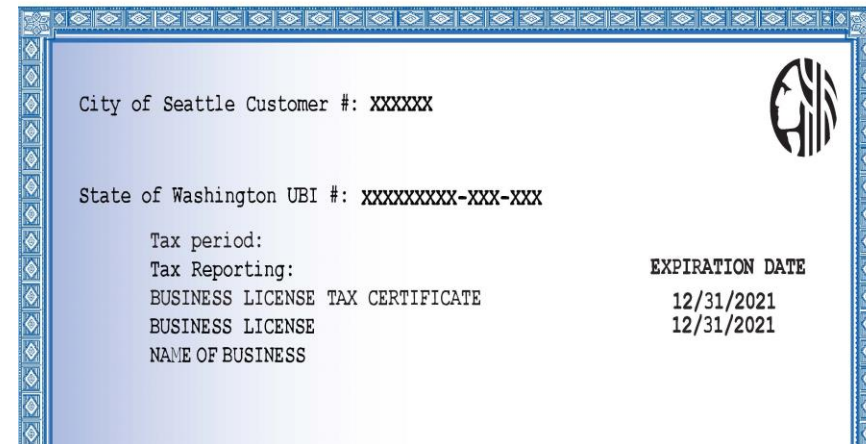 City of Seattle Customer #: XXXXXX
State of Washington UBI #: XXXXXXXXX-XXX-XXX
Tax period:
Tax Reporting:
EXPIRATION DATE
BUSINESS LICENSE TAX CERTIFICATE 12/31/2021
BUSINESS LICENSE 12/31/2021
NAME OF BUSINESS